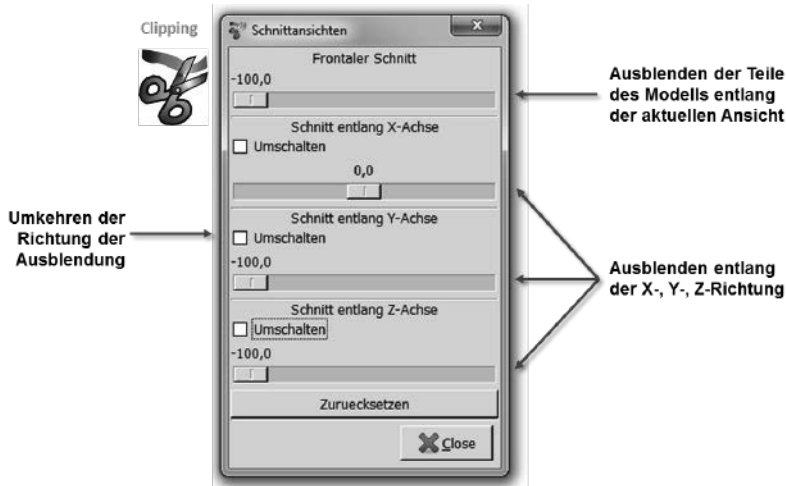 Clipping
Schnittansichten
Frontaler Schnitt
-100,0
Ausblenden der Teile
des Modells entlang
der aktuellen Ansicht
Schnitt entlang X-Achse
Umschalten
0,0
Umkehren der
Richtung der
Ausblendung
Schnitt entlang Y-Achse
Umschalten
-100,0
Ausblenden entlang
der X-, Y-, Z-Richtung
Schnitt entlang Z-Achse
Umschalten
-100,0
Zuruecksetzen
Close